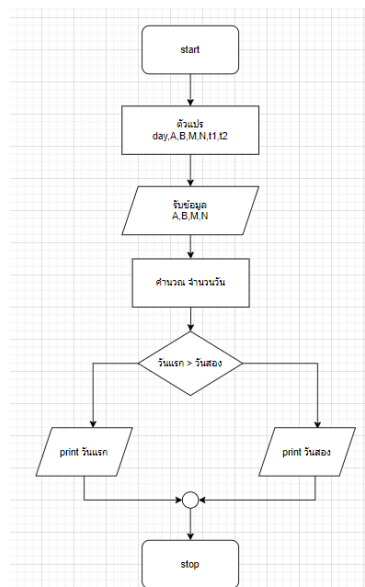 start
ตัวแปร
day,A,B,M,N,t1,t2
รับข้อมูล
A,B,M,N
คำนวณ จำนวนวัน
วันแรก > วันสอง
print วันแรก
print วันสอง
stop